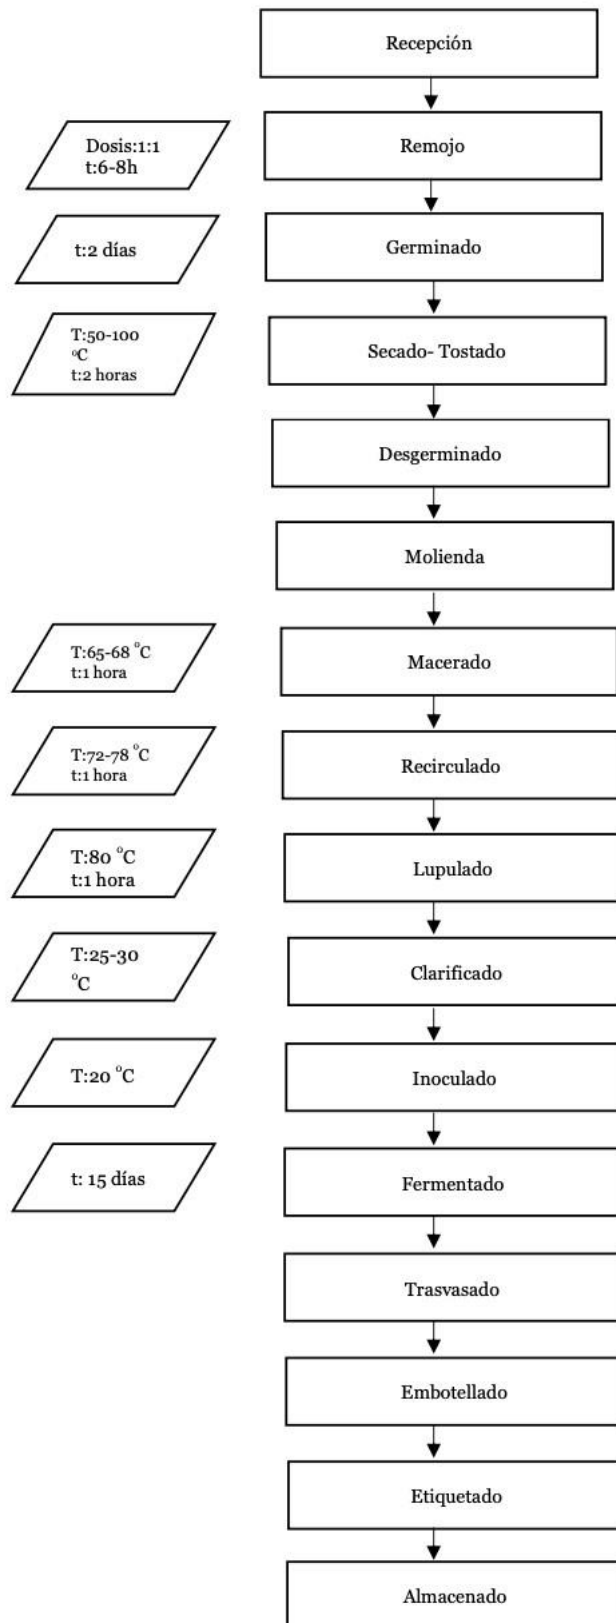 Recepción
Dosis:1:1
t:6-8h
Remojo
t:2 días
Germinado
T:50-100
°C
t:2 horas
Secado- Tostado
Desgerminado
Molienda
T:65-68 °C
t:1 hora
Macerado
T:72-78 °C
t:1 hora
Recirculado
T:80 °C
t:1 hora
Lupulado
T:25-30
°C
Clarificado
T:20 °C
Inoculado
t: 15 días
Fermentado
Trasvasado
Embotellado
Etiquetado
Almacenado